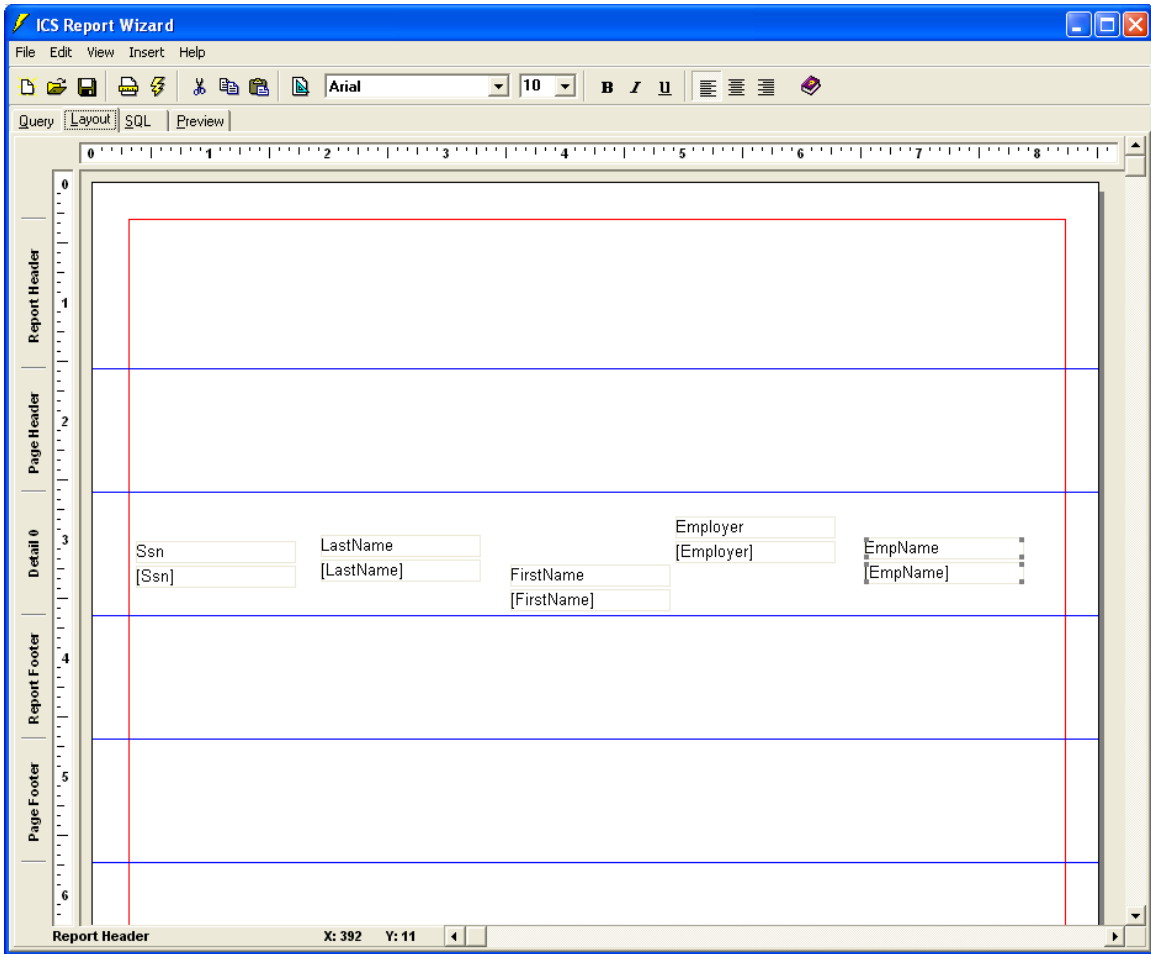 ICS Report Wizard
File Edit View Insert Help
Arial 10 B I U
Query Layout SQL Preview
0 1 2 3 4 5 6 7 8
0
Report Header
1
Page Header
2
Detail 0
3
Employer
LastName
EmpName
Ssn
[Employer]
[LastName]
[EmpName]
[Ssn]
FirstName
[FirstName]
Report Footer
4
Page Footer
5
6
Report Header X: 392 Y: 11